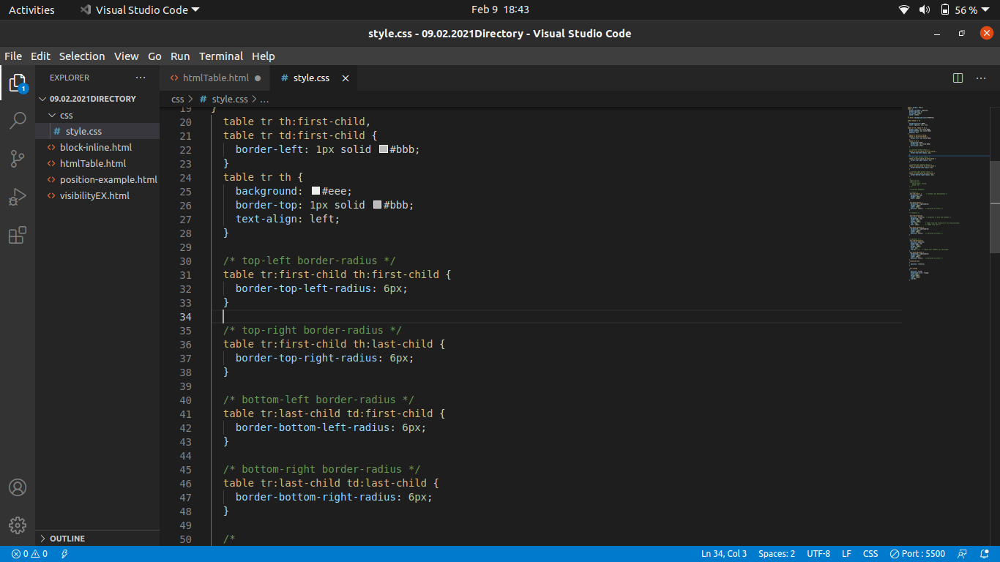 Activities Visual Studio Code Feb 9 18:43 56 %
style.css - 09.02.2021Directory - Visual Studio Code
File Edit Selection View Go Run Terminal Help
EXPLORER ... htmlTable.html # style.css
1
09.02.2021DIRECTORY
css
# style.css
block-inline.html
htmlTable.html
position-example.html
visibilityEX.html
OUTLINE
css > # style.css > ...
19 }
20 table tr th:first-child,
21 table tr td:first-child {
22 border-left: 1px solid #bbb;
23 }
24 table tr th {
25 background: #eee;
26 border-top: 1px solid #bbb;
27 text-align: left;
28 }
29
30 /* top-left border-radius */
31 table tr:first-child th:first-child {
32 border-top-left-radius: 6px;
33 }
34
35 /* top-right border-radius */
36 table tr:first-child th:last-child {
37 border-top-right-radius: 6px;
38 }
39
40 /* bottom-left border-radius */
41 table tr:last-child td:first-child {
42 border-bottom-left-radius: 6px;
43 }
44
45 /* bottom-right border-radius */
46 table tr:last-child td:last-child {
47 border-bottom-right-radius: 6px;
48 }
49
50 /*
0 0 Ln 34, Col 3 Spaces: 2 UTF-8 LF CSS Port : 5500